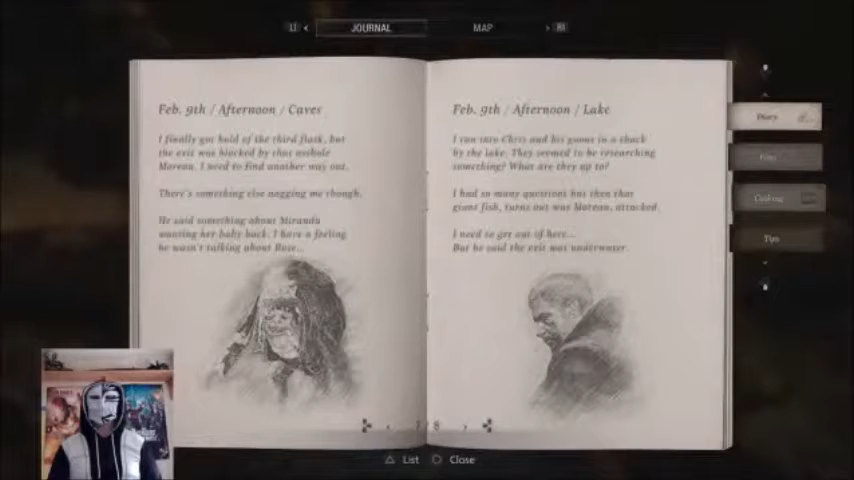 L1
JOURNAL
MAP
R1
Feb. 9th / Afternoon / Caves
I finally got hold of the third flask, but
the exit was blocked by that asshole
Moreau. I need to find another way out.
There's something else nagging me though.
He said something about Miranda
wanting her baby back. I have a feeling
he wasn't talking about Rose...
Feb. 9th / Afternoon / Lake
I ran into Chris and his goons in a shack
by the lake. They seemed to be researching
something? What are they up to?
I had so many questions but then that
giant fish, turns out was Moreau, attacked.
I need to get out of here...
But he said the exit was underwater.
Diary
Files
Cooking
Tips
7 / 8
List
Close